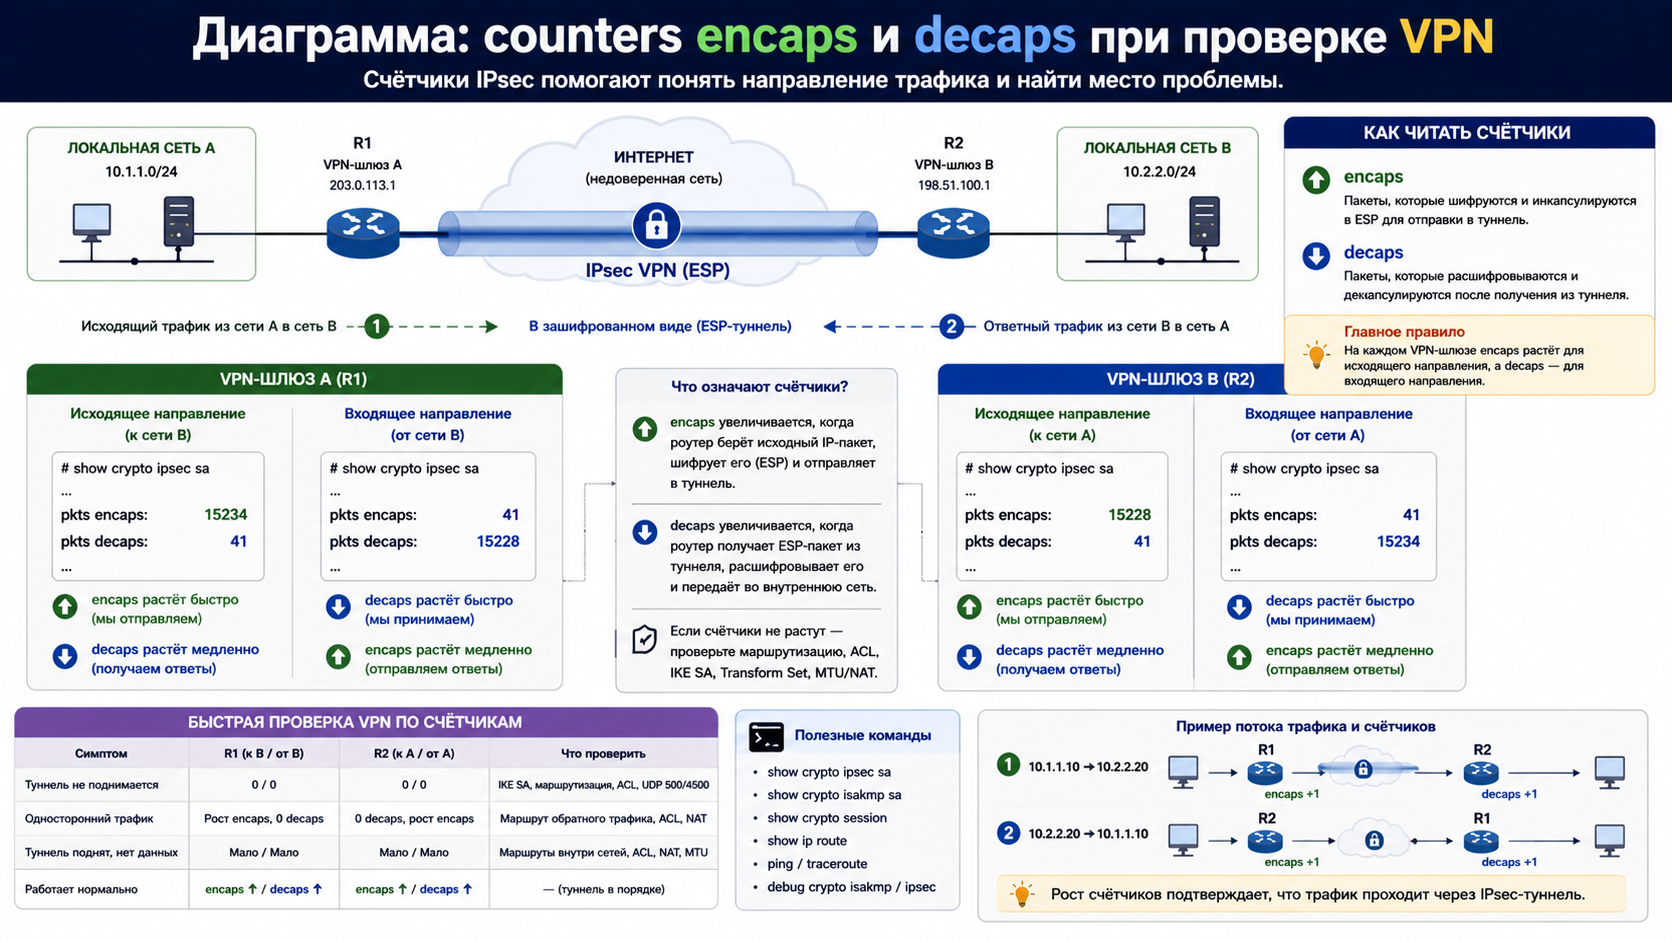 Диаграмма: counters encaps и decaps при проверке VPN
Счётчики IPsec помогают понять направление трафика и найти место проблемы.
ЛОКАЛЬНАЯ СЕТЬ A
10.1.1.0/24
R1
VPN-шлюз A
203.0.113.1
ИНТЕРНЕТ
(недоверенная сеть)
IPsec VPN (ESP)
R2
VPN-шлюз B
198.51.100.1
ЛОКАЛЬНАЯ СЕТЬ B
10.2.2.0/24
КАК ЧИТАТЬ СЧЁТЧИКИ
encaps
Пакеты, которые шифруются и инкапсулируются
в ESP для отправки в туннель.
decaps
Пакеты, которые расшифровываются и
декапсулируются после получения из туннеля.
Главное правило
На каждом VPN-шлюзе encaps растёт для
исходящего направления, а decaps — для
входящего направления.
Исходящий трафик из сети A в сеть B
1
В зашифрованном виде (ESP-туннель)
2
Ответный трафик из сети B в сеть A
VPN-ШЛЮЗ A (R1)
Исходящее направление
(к сети B)
# show crypto ipsec sa
...
pkts encaps: 15234
pkts decaps: 41
...
encaps растёт быстро
(мы отправляем)
decaps растёт медленно
(получаем ответы)
Входящее направление
(от сети B)
# show crypto ipsec sa
...
pkts encaps: 41
pkts decaps: 15228
...
decaps растёт быстро
(мы принимаем)
encaps растёт медленно
(отправляем ответы)
Что означают счётчики?
encaps увеличивается, когда
роутер берёт исходный IP-пакет,
шифрует его (ESP) и отправляет
в туннель.
decaps увеличивается, когда
роутер получает ESP-пакет из
туннеля, расшифровывает его
и передаёт во внутреннюю сеть.
Если счётчики не растут —
проверьте маршрутизацию, ACL,
IKE SA, Transform Set, MTU/NAT.
VPN-ШЛЮЗ B (R2)
Исходящее направление
(к сети A)
# show crypto ipsec sa
...
pkts encaps: 15228
pkts decaps: 41
...
encaps растёт быстро
(мы отправляем)
decaps растёт медленно
(получаем ответы)
Входящее направление
(от сети A)
# show crypto ipsec sa
...
pkts encaps: 41
pkts decaps: 15234
...
decaps растёт быстро
(мы принимаем)
encaps растёт медленно
(отправляем ответы)
БЫСТРАЯ ПРОВЕРКА VPN ПО СЧЁТЧИКАМ
Симптом R1 (к B / от B) R2 (к A / от A) Что проверить
Туннель не поднимается 0 / 0 0 / 0 IKE SA, маршрутизация, ACL, UDP 500/4500
Односторонний трафик Рост encaps, 0 decaps 0 decaps, рост encaps Маршрут обратного трафика, ACL, NAT
Туннель поднят, нет данных Мало / Мало Мало / Мало Маршруты внутри сетей, ACL, NAT, MTU
Работает нормально encaps ↑ / decaps ↑ encaps ↑ / decaps ↑ — (туннель в порядке)
Полезные команды
• show crypto ipsec sa
• show crypto isakmp sa
• show crypto session
• show ip route
• ping / traceroute
• debug crypto isakmp / ipsec
Пример потока трафика и счётчиков
1 10.1.1.10 → 10.2.2.20
R1
encaps +1
R2
decaps +1
2 10.2.2.20 → 10.1.1.10
R2
encaps +1
R1
decaps +1
Рост счётчиков подтверждает, что трафик проходит через IPsec-туннель.